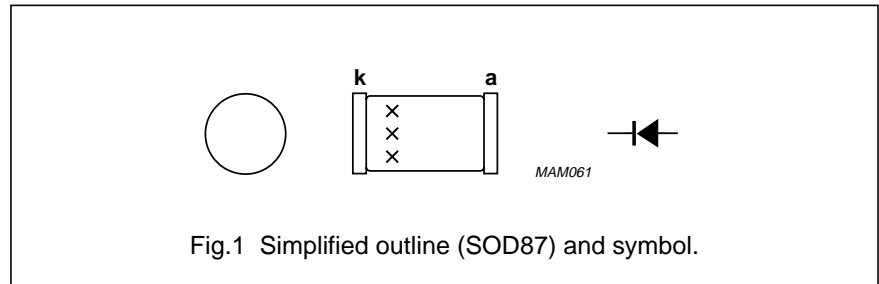 k a
MAM061
Fig.1 Simplified outline (SOD87) and symbol.